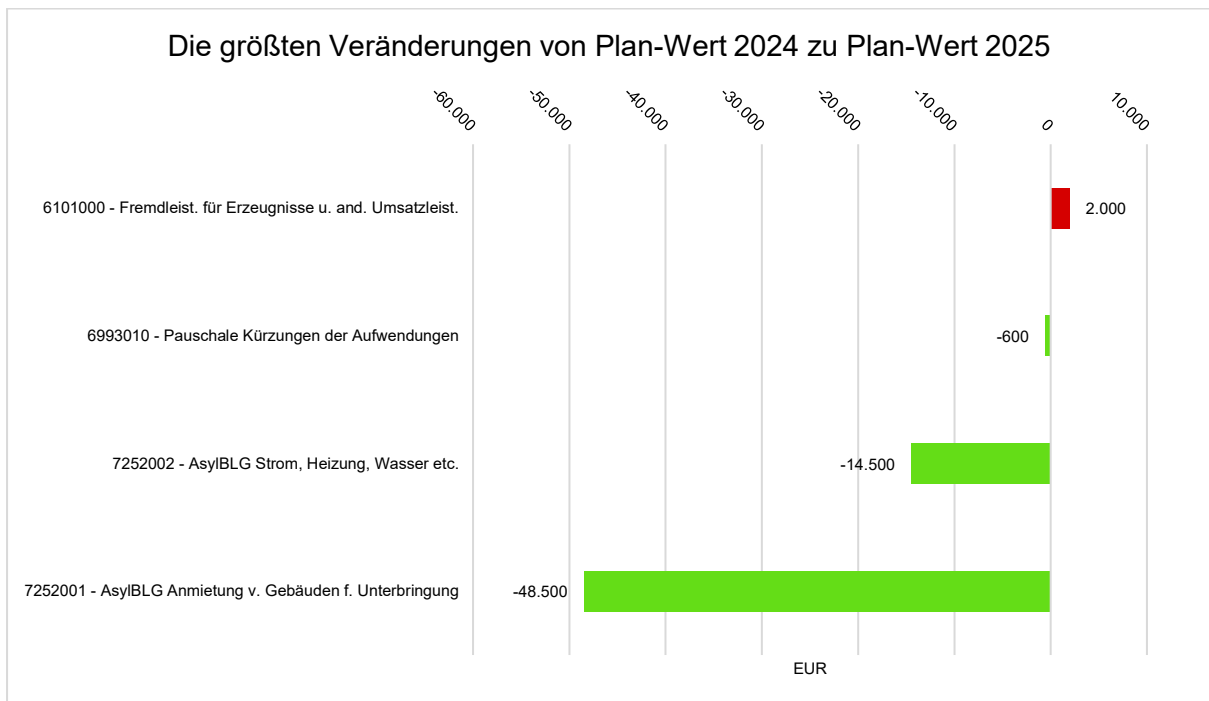 Die größten Veränderungen von Plan-Wert 2024 zu Plan-Wert 2025
-60.000
-50.000
-40.000
-30.000
-20.000
-10.000
0
10.000
6101000 - Fremdleist. für Erzeugnisse u. and. Umsatzleist.
2.000
6993010 - Pauschale Kürzungen der Aufwendungen
-600
7252002 - AsylBLG Strom, Heizung, Wasser etc.
-14.500
7252001 - AsylBLG Anmietung v. Gebäuden f. Unterbringung
-48.500
EUR